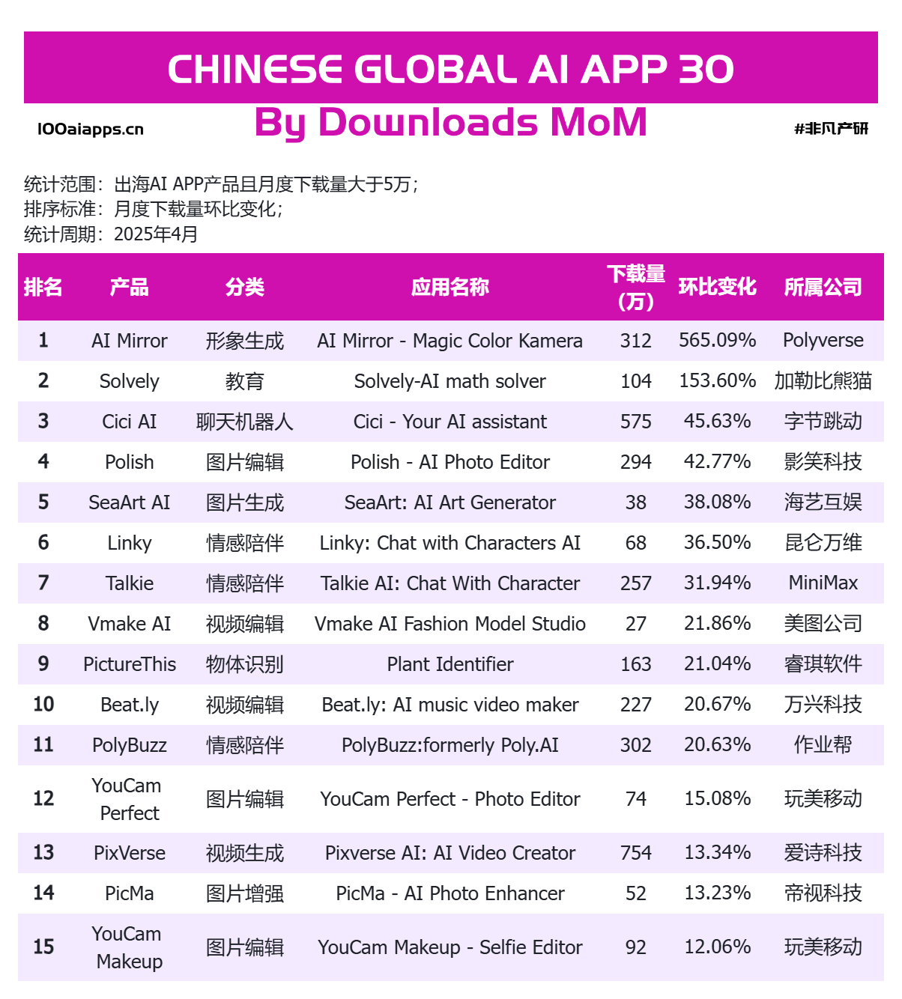 CHINESE GLOBAL AI APP 30
By Downloads MoM
100aiapps.cn
#非凡产研
统计范围：出海AI APP产品且月度下载量大于5万；
排序标准：月度下载量环比变化；
统计周期：2025年4月
排名 产品 分类 应用名称 下载量（万） 环比变化 所属公司
1 AI Mirror 形象生成 AI Mirror - Magic Color Kamera 312 565.09% Polyverse
2 Solvely 教育 Solvely-AI math solver 104 153.60% 加勒比熊猫
3 Cici AI 聊天机器人 Cici - Your AI assistant 575 45.63% 字节跳动
4 Polish 图片编辑 Polish - AI Photo Editor 294 42.77% 影笑科技
5 SeaArt AI 图片生成 SeaArt: AI Art Generator 38 38.08% 海艺互娱
6 Linky 情感陪伴 Linky: Chat with Characters AI 68 36.50% 昆仑万维
7 Talkie 情感陪伴 Talkie AI: Chat With Character 257 31.94% MiniMax
8 Vmake AI 视频编辑 Vmake AI Fashion Model Studio 27 21.86% 美图公司
9 PictureThis 物体识别 Plant Identifier 163 21.04% 睿琪软件
10 Beat.ly 视频编辑 Beat.ly: AI music video maker 227 20.67% 万兴科技
11 PolyBuzz 情感陪伴 PolyBuzz:formerly Poly.AI 302 20.63% 作业帮
12 YouCam Perfect 图片编辑 YouCam Perfect - Photo Editor 74 15.08% 玩美移动
13 PixVerse 视频生成 Pixverse AI: AI Video Creator 754 13.34% 爱诗科技
14 PicMa 图片增强 PicMa - AI Photo Enhancer 52 13.23% 帝视科技
15 YouCam Makeup 图片编辑 YouCam Makeup - Selfie Editor 92 12.06% 玩美移动